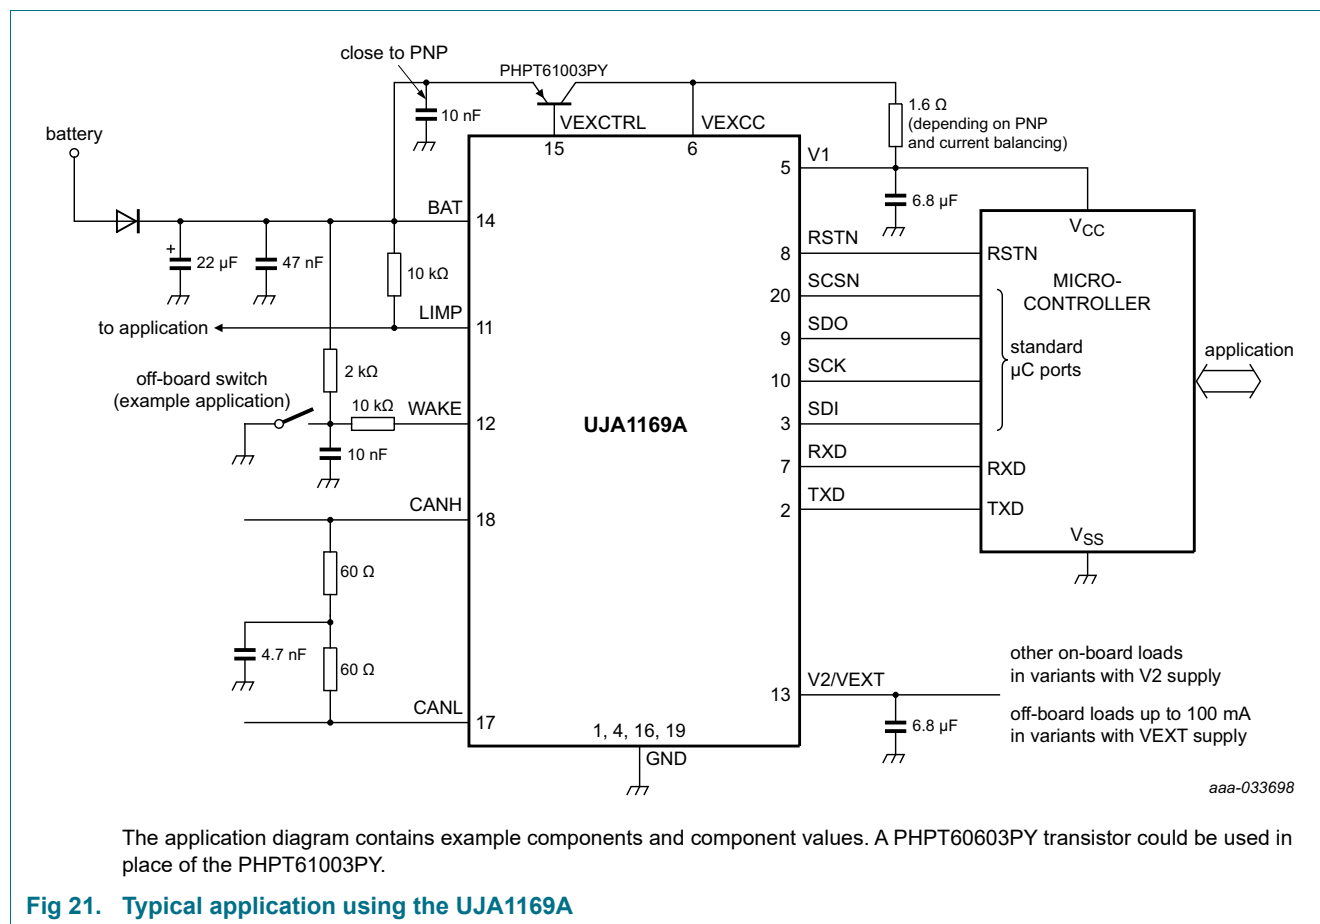 close to PNP
PHPT61003PY
10 nF
VEXCTRL
VEXCC
15
6
1.6 Ω
(depending on PNP
and current balancing)
battery
5
V1
6.8 µF
BAT
14
+
22 µF
47 nF
10 kΩ
VCC
RSTN
8
RSTN
MICRO-
CONTROLLER
SCSN
20
LIMP
11
to application
SDO
9
standard
µC ports
application
2 kΩ
SCK
10
off-board switch
(example application)
10 kΩ
WAKE
12
UJA1169A
SDI
3
10 nF
RXD
7
RXD
CANH
18
TXD
2
TXD
VSS
60 Ω
4.7 nF
60 Ω
CANL
17
V2/VEXT
13
other on-board loads
in variants with V2 supply
6.8 µF
off-board loads up to 100 mA
in variants with VEXT supply
1, 4, 16, 19
GND
aaa-033698
The application diagram contains example components and component values. A PHPT60603PY transistor could be used in
place of the PHPT61003PY.
Fig 21. Typical application using the UJA1169A